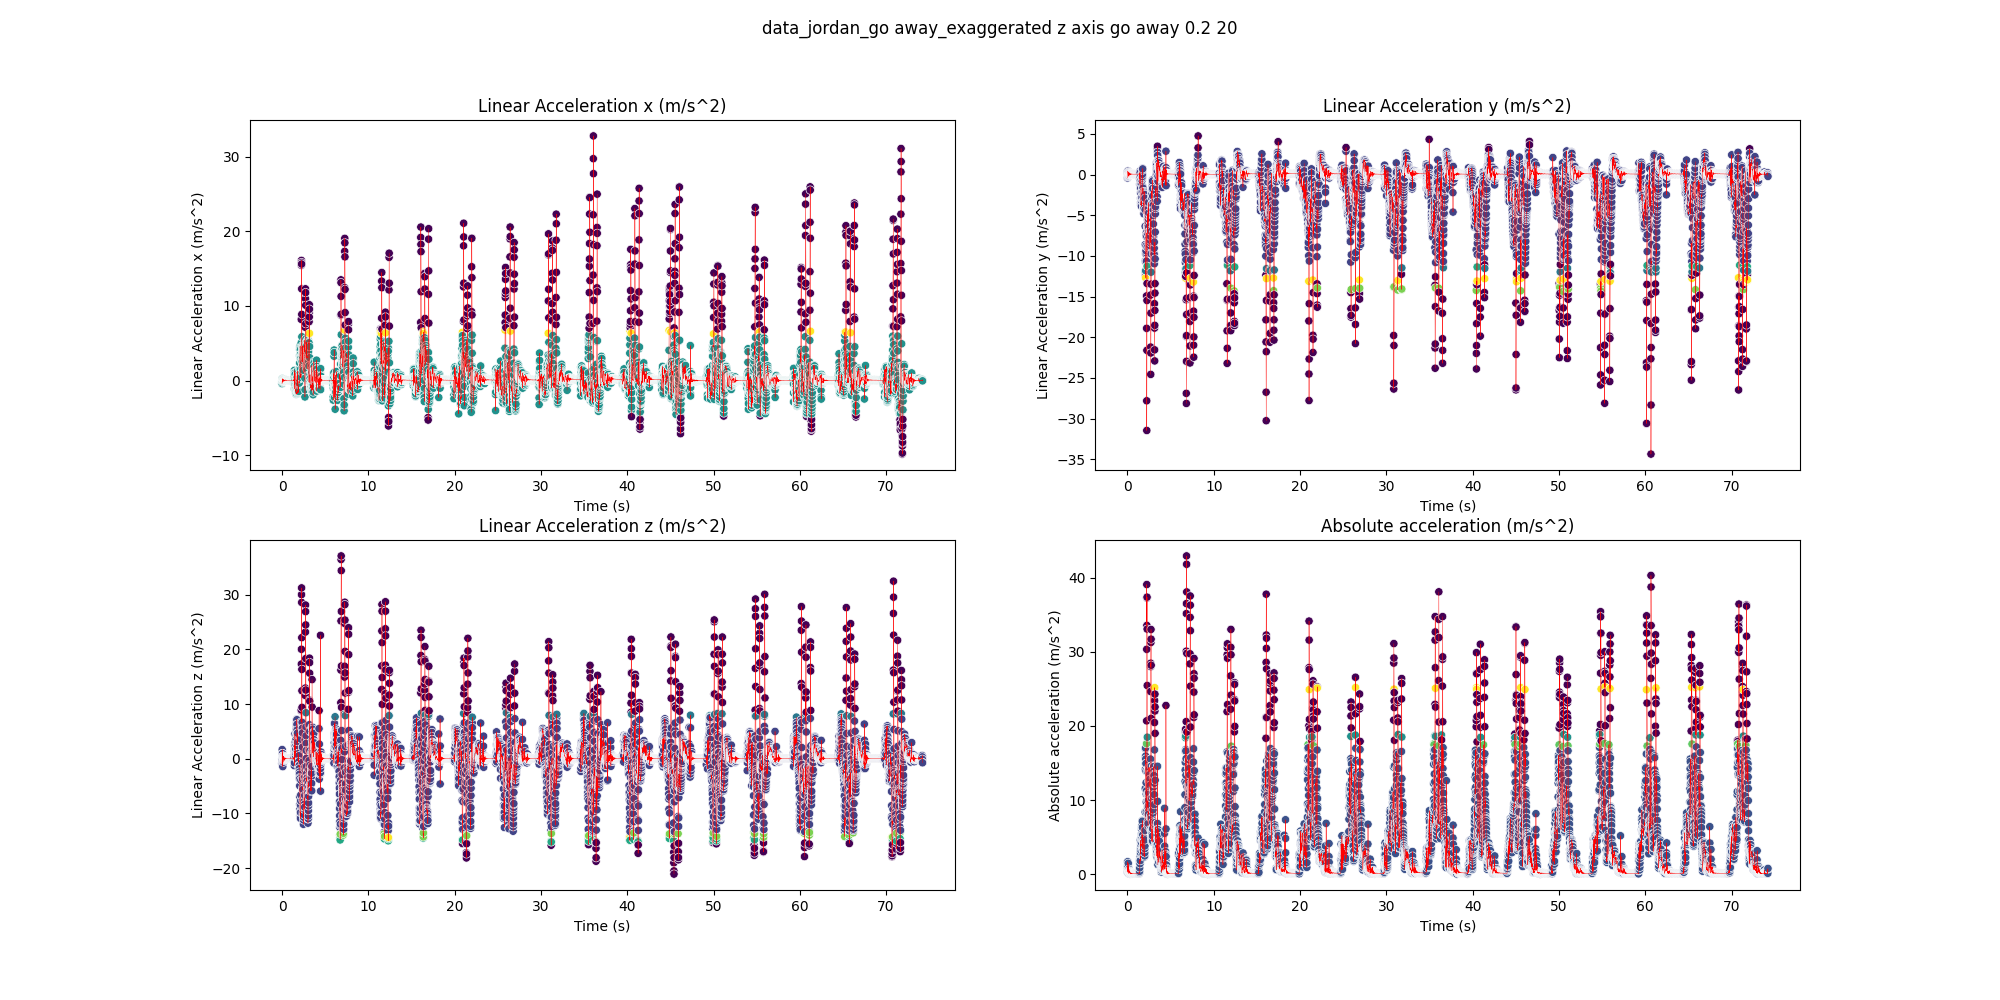 data_jordan_go away_exaggerated z axis go away 0.2 20
Linear Acceleration x (m/s^2)
Linear Acceleration x (m/s^2)
30
20
10
0
−10
0 10 20 30 40 50 60 70
Time (s)
Linear Acceleration y (m/s^2)
Linear Acceleration y (m/s^2)
5
0
−5
−10
−15
−20
−25
−30
−35
0 10 20 30 40 50 60 70
Time (s)
Linear Acceleration z (m/s^2)
Linear Acceleration z (m/s^2)
30
20
10
0
−10
−20
0 10 20 30 40 50 60 70
Time (s)
Absolute acceleration (m/s^2)
Absolute acceleration (m/s^2)
40
30
20
10
0
0 10 20 30 40 50 60 70
Time (s)